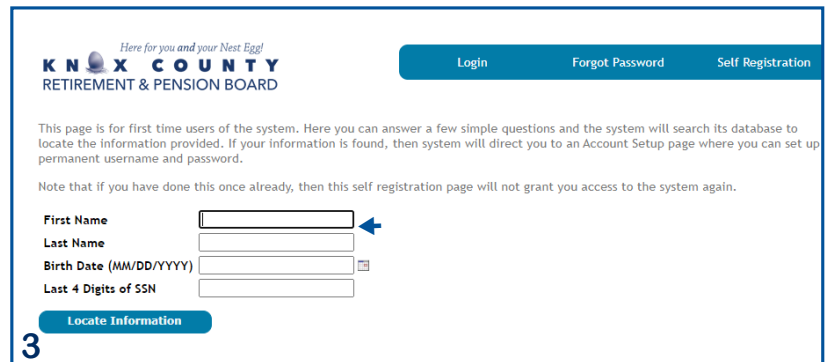 Here for you and your Nest Egg!
KNOX COUNTY
RETIREMENT & PENSION BOARD
Login Forgot Password Self Registration
This page is for first time users of the system. Here you can answer a few simple questions and the system will search its database to
locate the information provided. If your information is found, then system will direct you to an Account Setup page where you can set up
permanent username and password.
Note that if you have done this once already, then this self registration page will not grant you access to the system again.
First Name
Last Name
Birth Date (MM/DD/YYYY)
Last 4 Digits of SSN
Locate Information
3